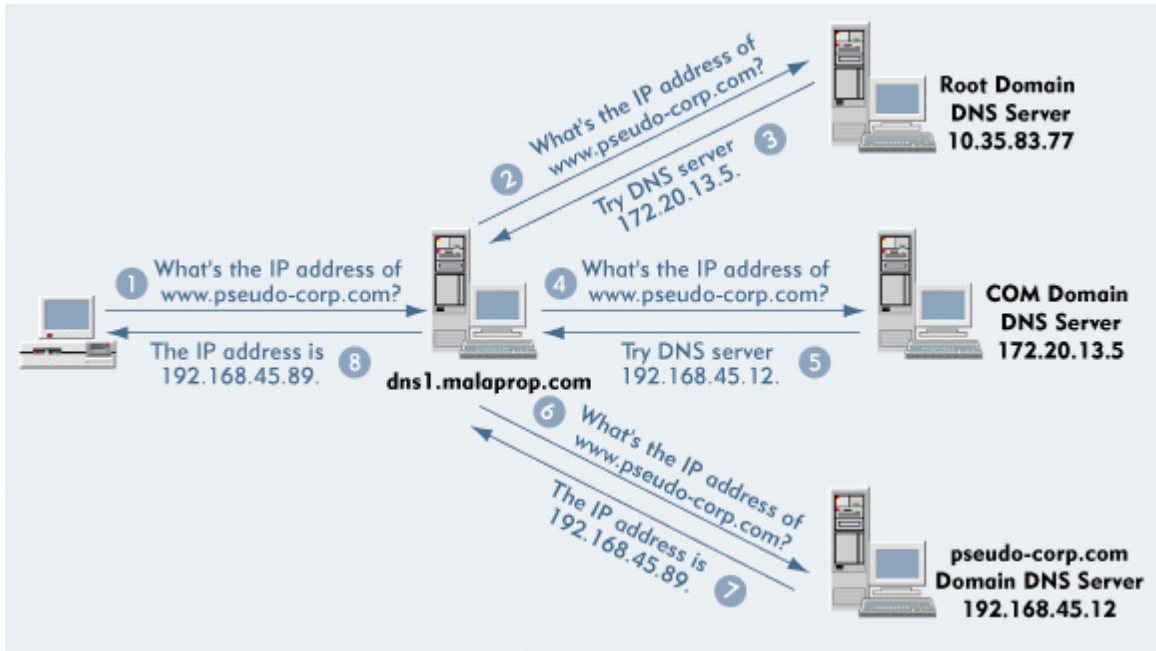 2 What's the IP address of
www.pseudo-corp.com?
Try DNS server 3
172.20.13.5.
Root Domain
DNS Server
10.35.83.77
1 What's the IP address of
www.pseudo-corp.com?
The IP address is 8
192.168.45.89.
dns1.malaprop.com
4 What's the IP address of
www.pseudo-corp.com?
Try DNS server 5
192.168.45.12.
COM Domain
DNS Server
172.20.13.5
6 What's the IP address of
www.pseudo-corp.com?
The IP address is
192.168.45.89. 7
pseudo-corp.com
Domain DNS Server
192.168.45.12